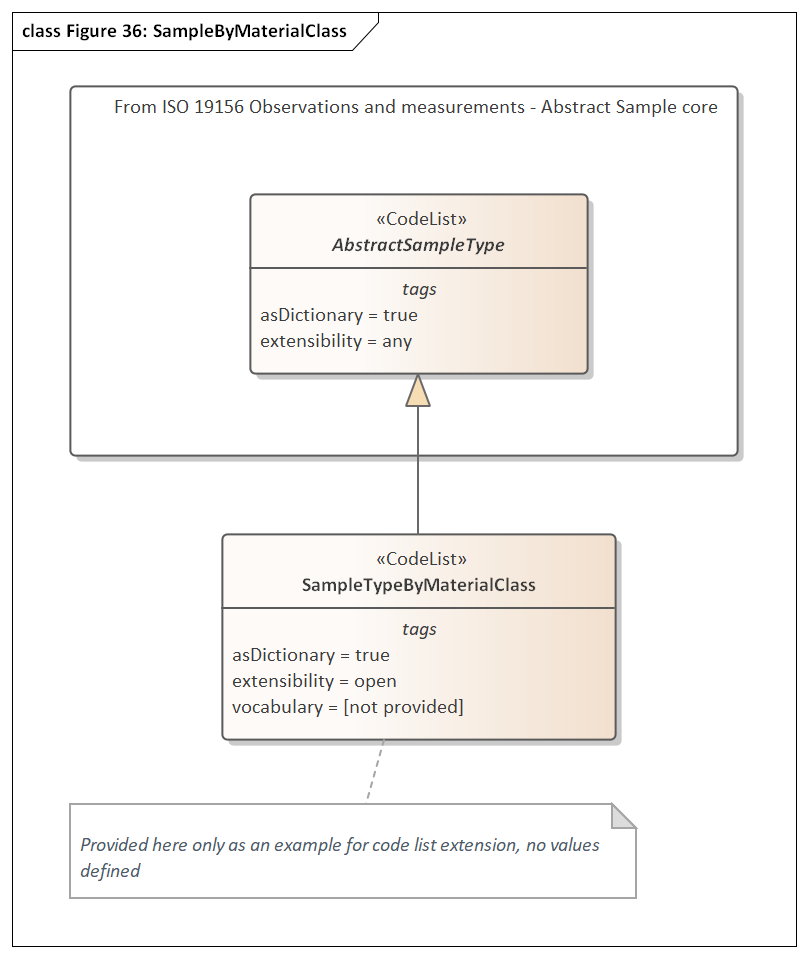 class Figure 36: SampleByMaterialClass
From ISO 19156 Observations and measurements - Abstract Sample core
«CodeList»
AbstractSampleType
tags
asDictionary = true
extensibility = any
«CodeList»
SampleTypeByMaterialClass
tags
asDictionary = true
extensibility = open
vocabulary = [not provided]
Provided here only as an example for code list extension, no values
defined